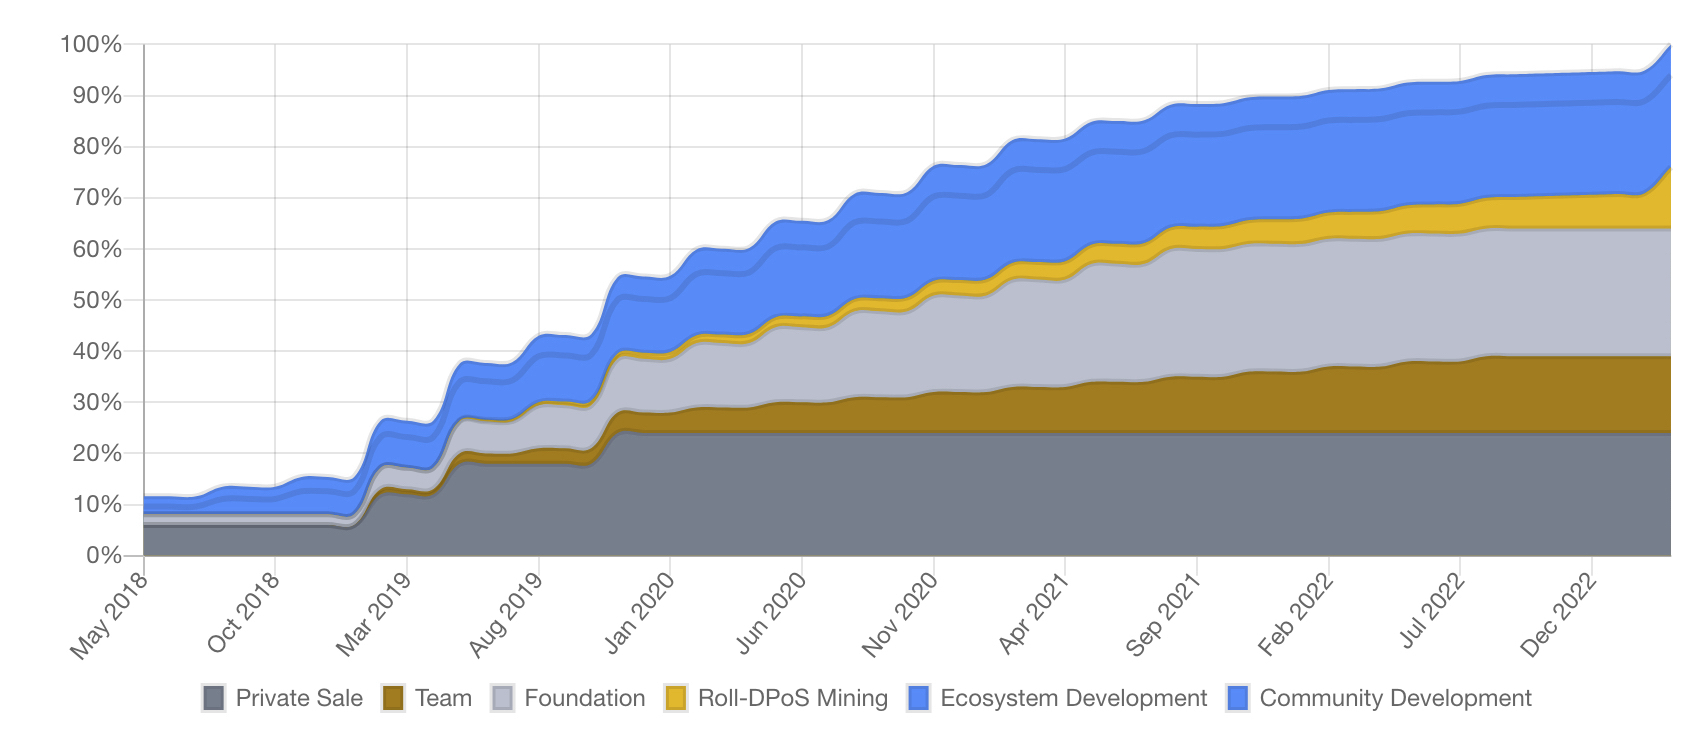 100%
90%
80%
70%
60%
50%
40%
30%
20%
10%
0%
May 2018
Oct 2018
Mar 2019
Aug 2019
Jan 2020
Jun 2020
Nov 2020
Apr 2021
Sep 2021
Feb 2022
Jul 2022
Dec 2022
Private Sale Team Foundation Roll-DPoS Mining Ecosystem Development Community Development